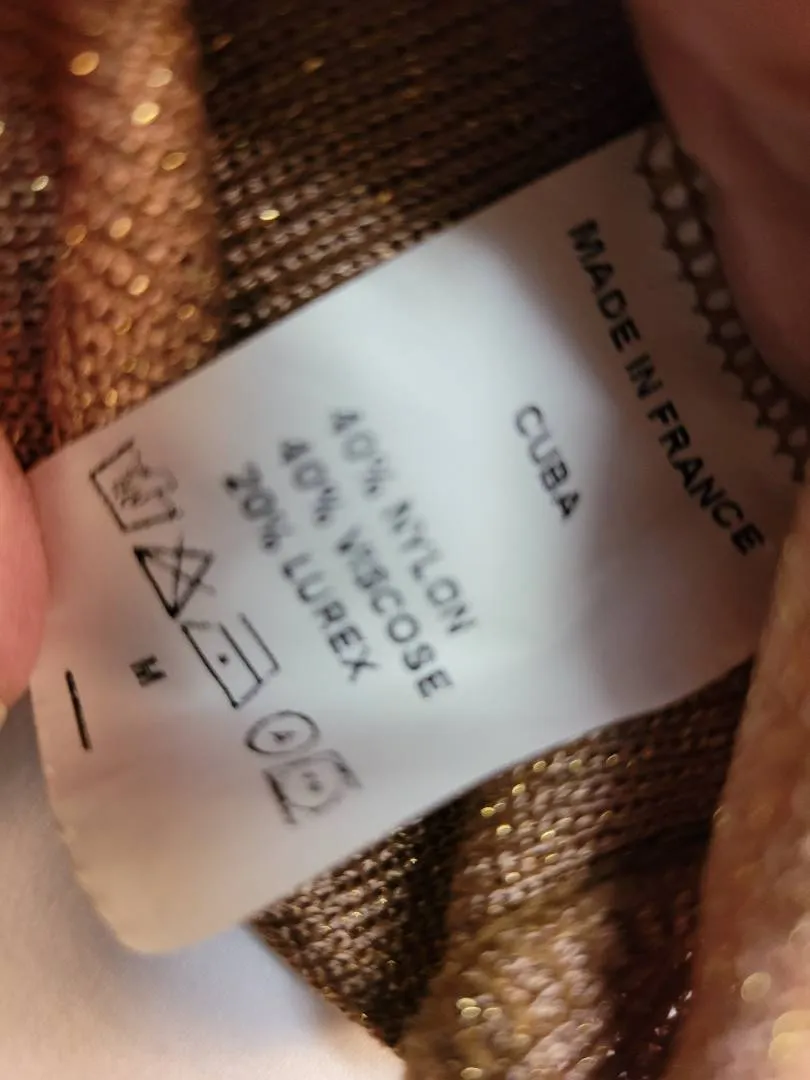 MADE IN FRANCE
CUBA
40% NYLON
40% VISCOSE
20% LUREX
M